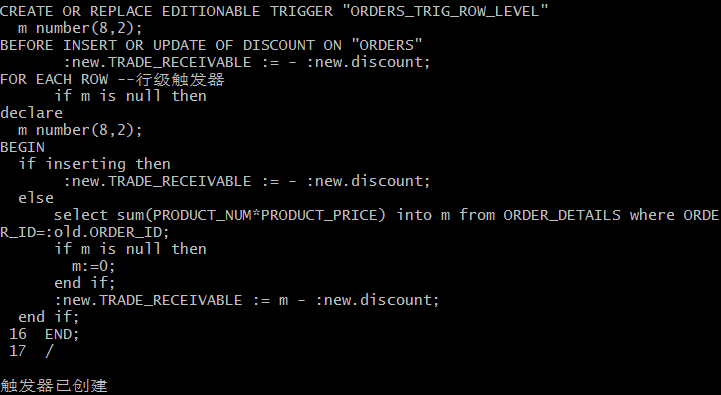 CREATE OR REPLACE EDITIONABLE TRIGGER "ORDERS_TRIG_ROW_LEVEL"
  m number(8,2);
BEFORE INSERT OR UPDATE OF DISCOUNT ON "ORDERS"
       :new.TRADE_RECEIVABLE := - :new.discount;
FOR EACH ROW --行级触发器
      if m is null then
declare
  m number(8,2);
BEGIN
  if inserting then
       :new.TRADE_RECEIVABLE := - :new.discount;
  else
      select sum(PRODUCT_NUM*PRODUCT_PRICE) into m from ORDER_DETAILS where ORDE
R_ID=:old.ORDER_ID;
      if m is null then
        m:=0;
      end if;
      :new.TRADE_RECEIVABLE := m - :new.discount;
  end if;
 16  END;
 17  /
触发器已创建